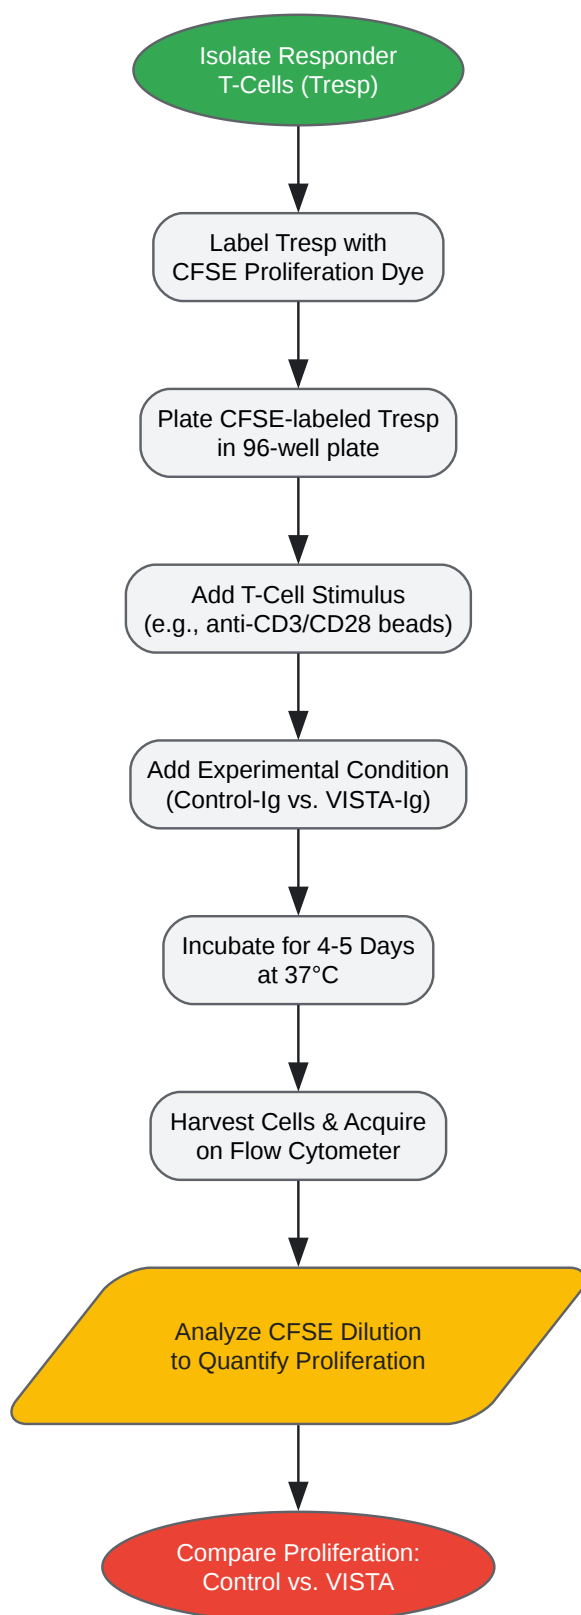 Isolate Responder
T-Cells (Tresp)
Label Tresp with
CFSE Proliferation Dye
Plate CFSE-labeled Tresp
in 96-well plate
Add T-Cell Stimulus
(e.g., anti-CD3/CD28 beads)
Add Experimental Condition
(Control-Ig vs. VISTA-Ig)
Incubate for 4-5 Days
at 37°C
Harvest Cells & Acquire
on Flow Cytometer
Analyze CFSE Dilution
to Quantify Proliferation
Compare Proliferation:
Control vs. VISTA